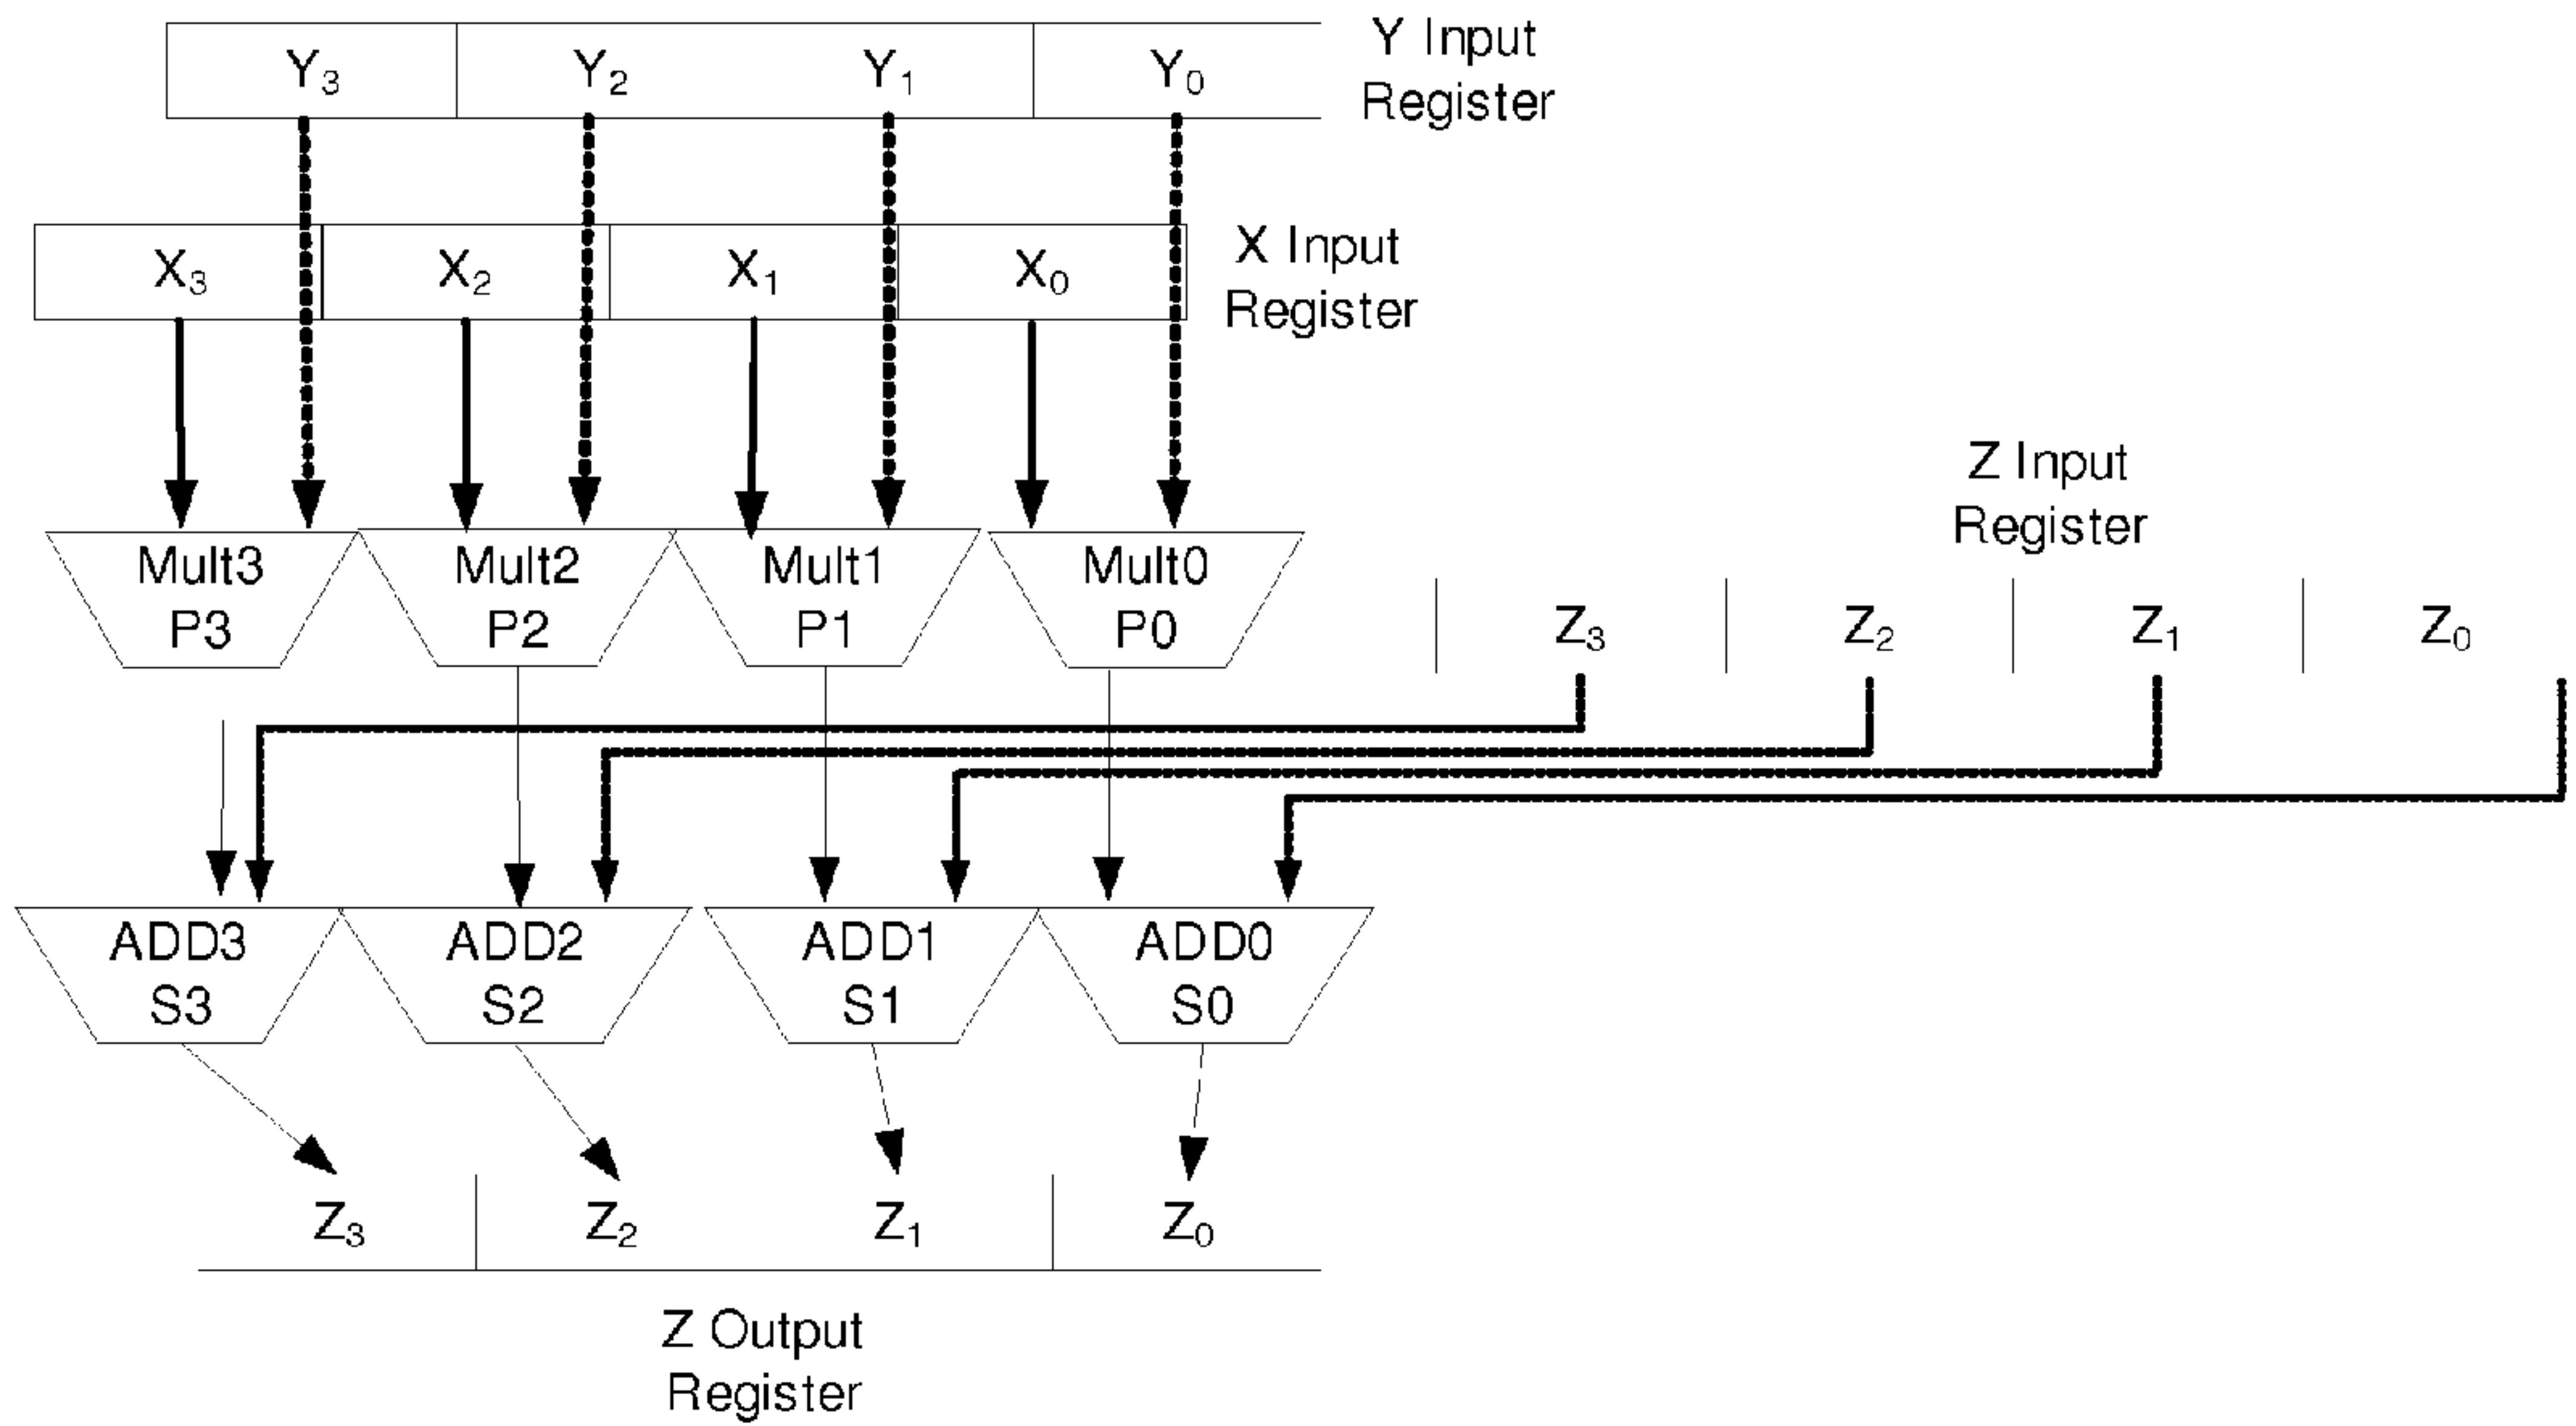 Y₃ Y₂ Y₁ Y₀
Y Input
Register
X₃ X₂ X₁ X₀
X Input
Register
Z Input
Register
Mult3 Mult2 Mult1 Mult0
P3 P2 P1 P0
Z₃ Z₂ Z₁ Z₀
ADD3 ADD2 ADD1 ADD0
S3 S2 S1 S0
Z₃ Z₂ Z₁ Z₀
Z Output
Register